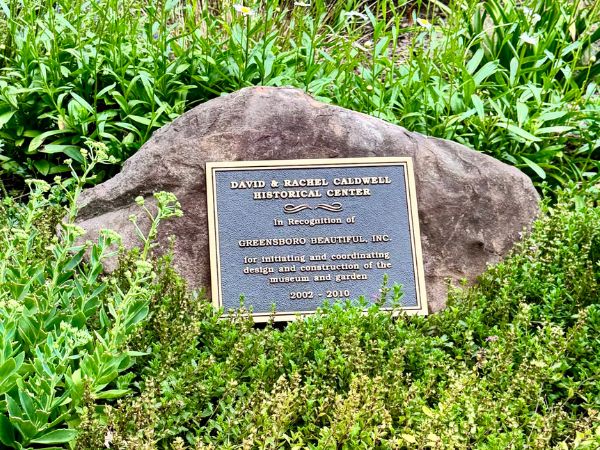 DAVID & RACHEL CALDWELL
HISTORICAL CENTER
In Recognition of
GREENSBORO BEAUTIFUL, INC.
for initiating and coordinating
design and construction of the
museum and garden
2002 - 2010